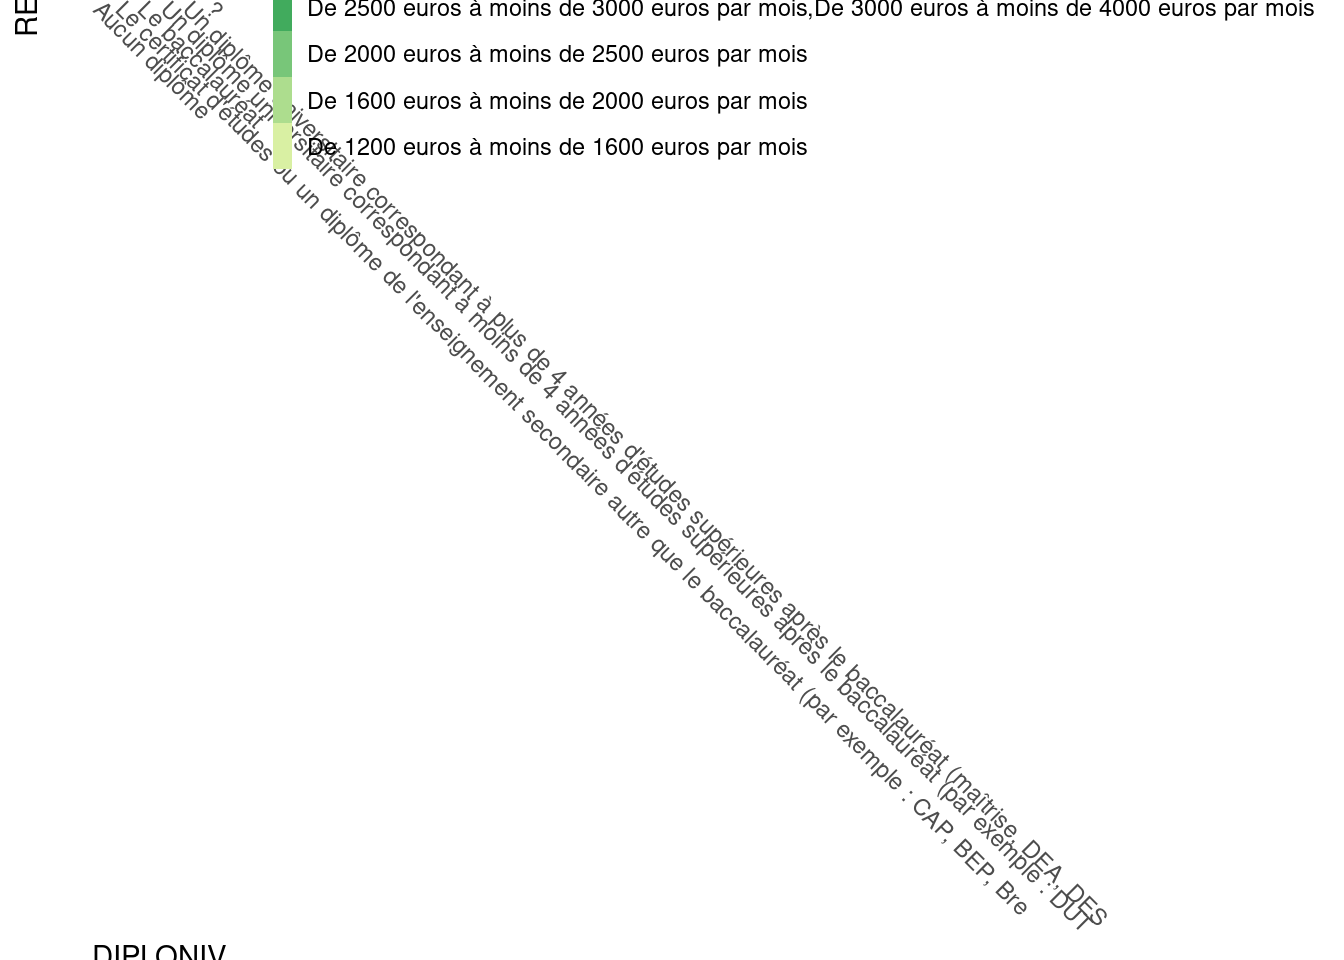 RE
De 2500 euros à moins de 3000 euros par mois,De 3000 euros à moins de 4000 euros par mois
De 2000 euros à moins de 2500 euros par mois
De 1600 euros à moins de 2000 euros par mois
De 1200 euros à moins de 1600 euros par mois
Aucun diplôme
Le certificat d'études ou un diplôme de l'enseignement secondaire autre que le baccalauréat (par exemple : CAP, BEP, Bre
Le baccalauréat
Un diplôme universitaire correspondant à moins de 4 années d'études supérieures après le baccalauréat (par exemple : DUT
Un diplôme universitaire correspondant à plus de 4 années d'études supérieures après le baccalauréat (maîtrise, DEA, DES
?
DIPLONIV